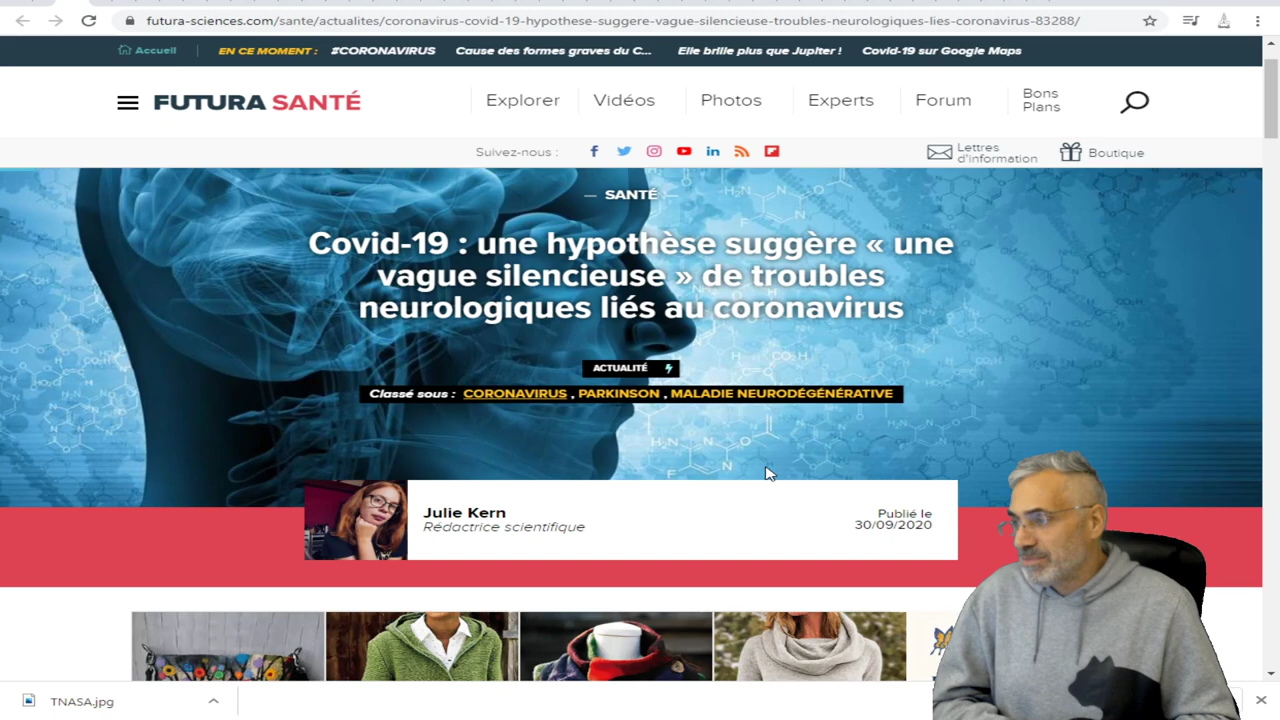 futura-sciences.com/sante/actualites/coronavirus-covid-19-hypothese-suggere-vague-silencieuse-troubles-neurologiques-lies-coronavirus-83288/
Accueil | EN CE MOMENT : #CORONAVIRUS Cause des formes graves du C... Elle brille plus que Jupiter ! Covid-19 sur Google Maps
FUTURA SANTÉ
Explorer Vidéos Photos Experts Forum Bons
Plans
Suivez-nous :
Lettres
d'information
Boutique
— SANTÉ —
Covid-19 : une hypothèse suggère « une
vague silencieuse » de troubles
neurologiques liés au coronavirus
ACTUALITÉ
Classé sous : CORONAVIRUS , PARKINSON , MALADIE NEURODÉGÉNÉRATIVE
Julie Kern
Rédactrice scientifique
Publié le
30/09/2020
TNASA.jpg